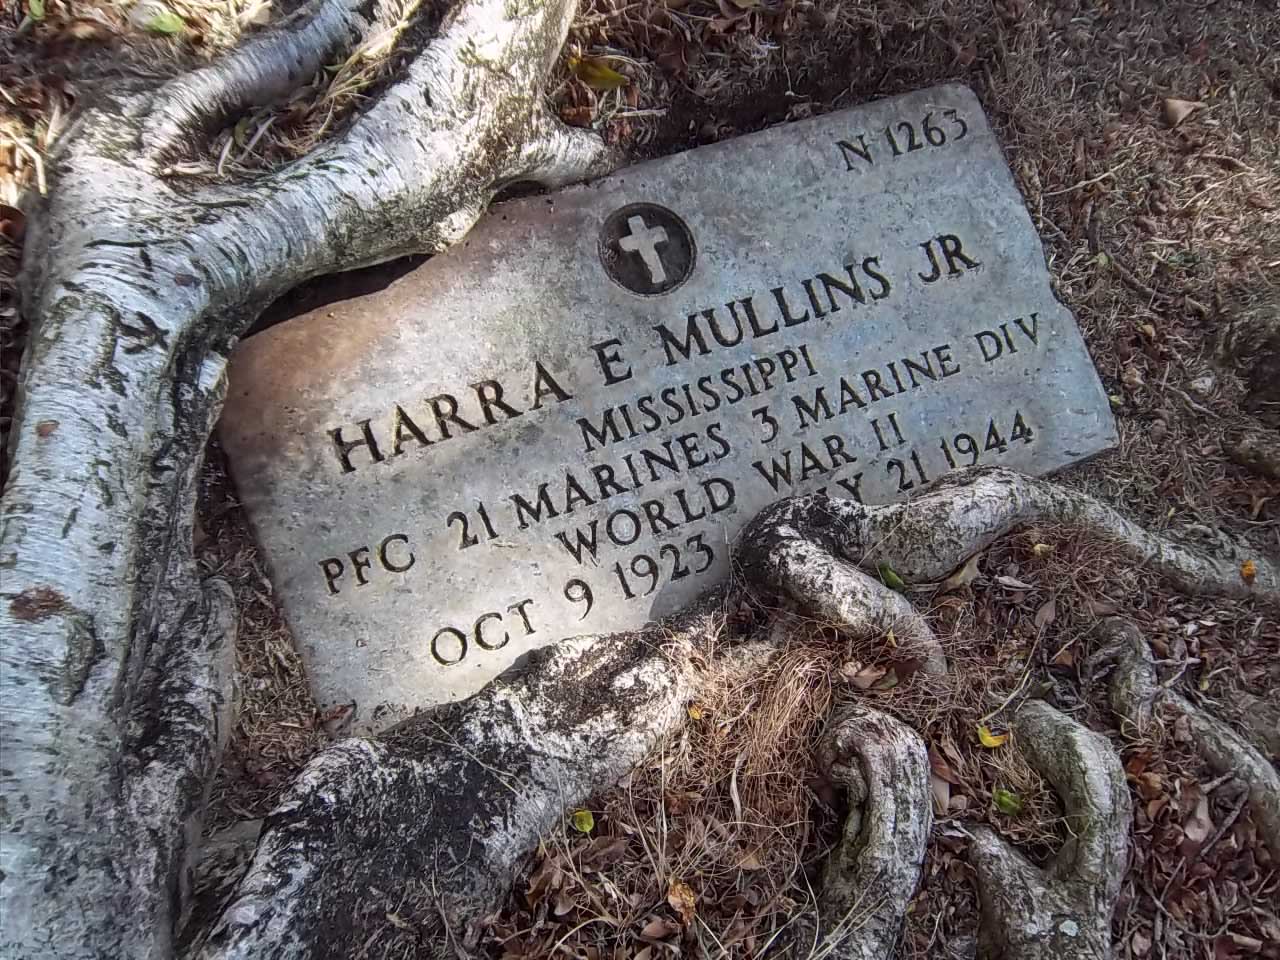 N 1263
HARRA E MULLINS JR
MISSISSIPPI
PFC 21 MARINES 3 MARINE DIV
WORLD WAR II
OCT 9 1923 21 1944